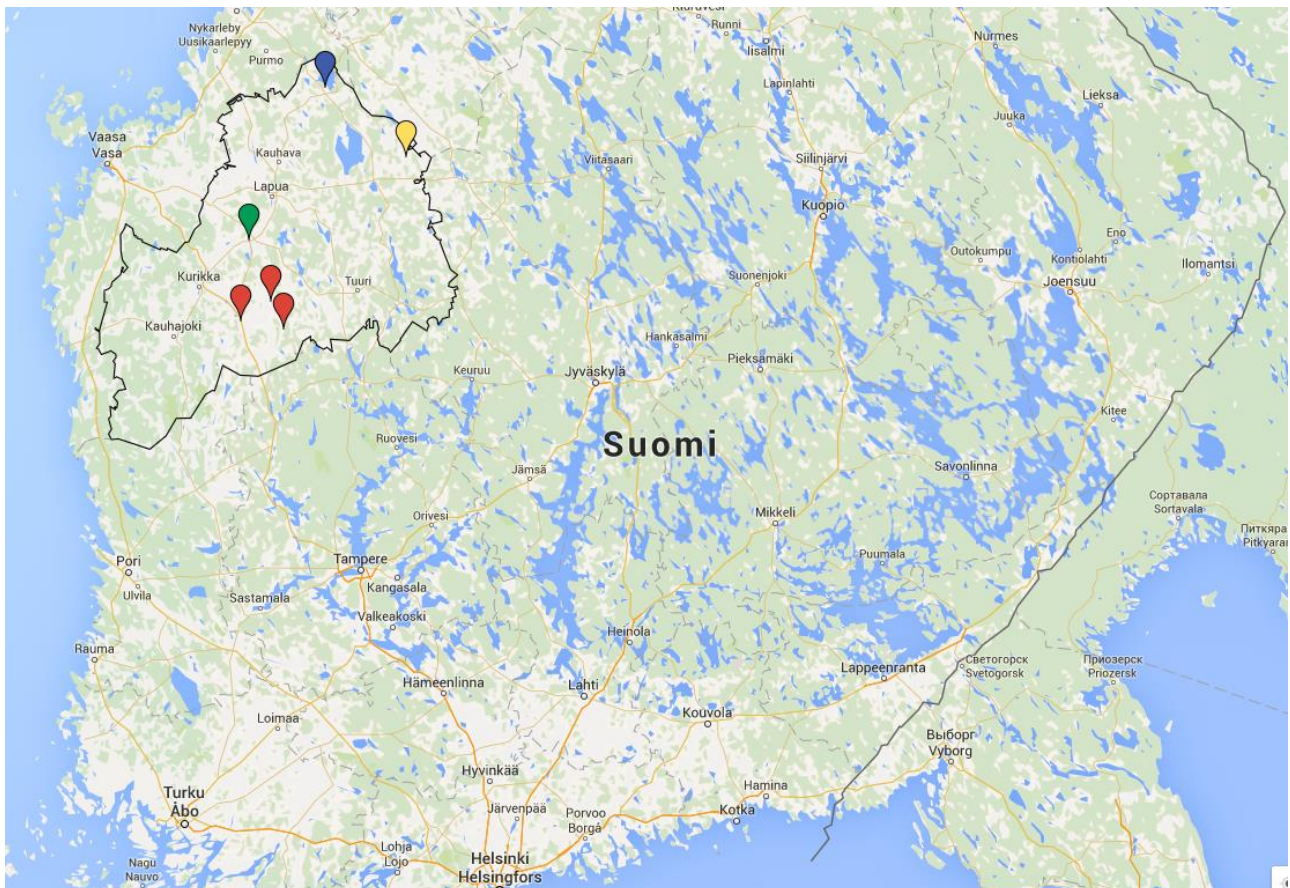 Kiuruvesi
Nykarleby
Uusikaarlepyy
Runni
Iisalmi
Nurmes
Purmo
Lapinlahti
Lieksa
Juuka
Vaasa
Vasa
Kauhava
Viitasaari
Siilinjärvi
Lapua
Kuopio
Eno
Outokumpu
Kontiolahti
Ilomantsi
Kurikka
Tuuri
Suonenjoki
Joensuu
Kauhajoki
Hankasalmi
Pieksämäki
Keuruu
Jyväskylä
Kitee
Ruovesi
Suomi
Jämsä
Savonlinna
Сортавала
Sortavala
Orivesi
Mikkeli
Питкяра
Pitkyaran
Pori
Tampere
Puumala
Ulvila
Sastamala
Kangasala
Valkeakoski
Heinola
Rauma
Lappeenranta
Светогорск
Svetogorsk
Приозерск
Priozersk
Hämeenlinna
Lahti
Loimaa
Kouvola
Выборг
Vyborg
Hyvinkää
Hamina
Turku
Åbo
Järvenpää
Porvoo
Borgå
Kotka
Lohja
Lojo
Helsinki
Helsingfors
Nagu
Nauvo